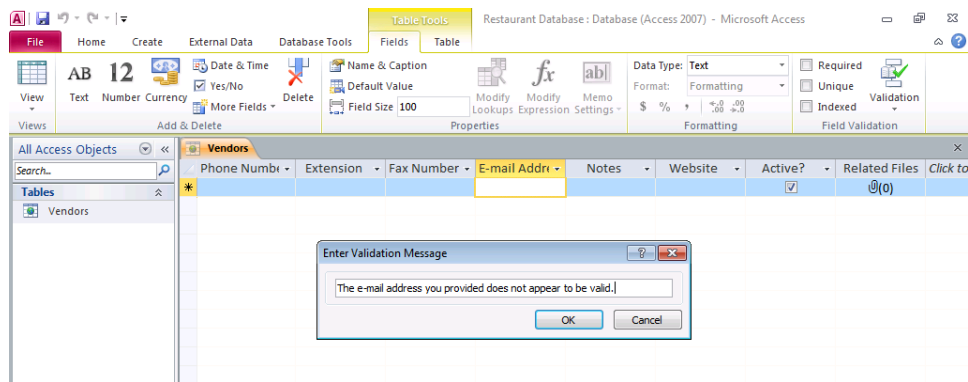 Table Tools Restaurant Database : Database (Access 2007) - Microsoft Access
File Home Create External Data Database Tools Fields Table
View
AB Text
12 Number
Currency
Date & Time
Yes/No
More Fields
Delete
Name & Caption
Default Value
Field Size 100
Modify Lookups
fx Modify Expression
ab Memo Settings
Data Type: Text
Format: Formatting
$ % , .00 .00
Required
Unique
Indexed
Validation
Views Add & Delete Properties Formatting Field Validation
All Access Objects
Search...
Tables
Vendors
Vendors
Phone Numbe Extension Fax Number E-mail Addre Notes Website Active? Related Files Click to
(0)
Enter Validation Message
The e-mail address you provided does not appear to be valid.
OK Cancel